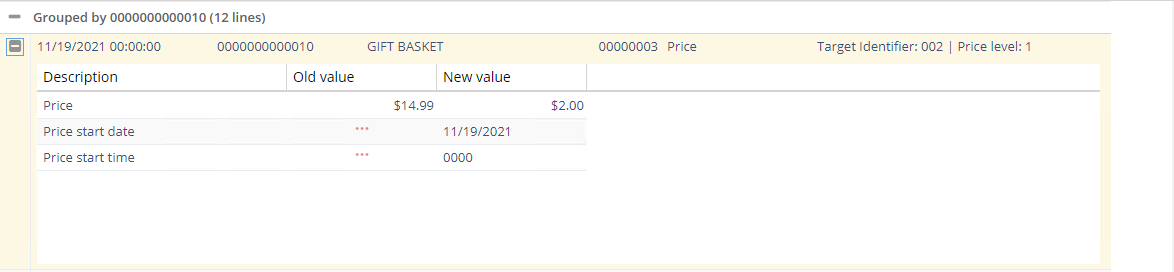 Grouped by 0000000000010 (12 lines)
11/19/2021 00:00:00 0000000000010 GIFT BASKET 00000003 Price Target Identifier: 002 | Price level: 1
Description Old value New value
Price $14.99 $2.00
Price start date *** 11/19/2021
Price start time *** 0000